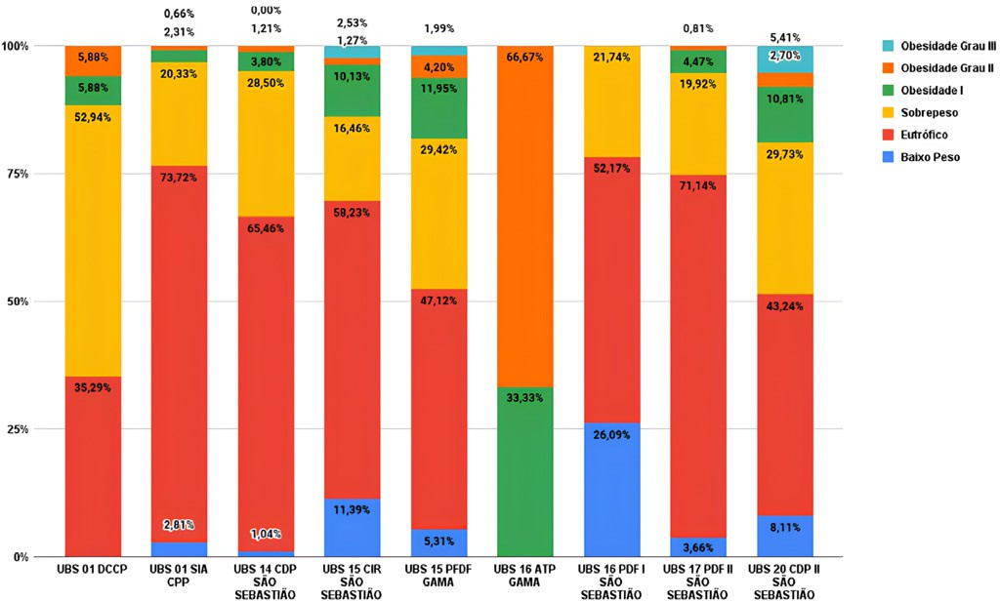 0,66%
0,00%
2,31%
1,21%
2,53%
1,27%
1,99%
0,81%
5,41%
2,70%
100%
75%
50%
25%
0%
5,88%
5,88%
52,94%
35,29%
20,33%
73,72%
2,81%
3,80%
28,50%
65,46%
1,04%
10,13%
16,46%
58,23%
11,39%
4,20%
11,95%
29,42%
47,12%
5,31%
66,67%
33,33%
21,74%
52,17%
26,09%
4,47%
19,92%
71,14%
3,66%
10,81%
29,73%
43,24%
8,11%
UBS 01 DCCP
UBS 01 SIA
CPP
UBS 14 CDP
SÃO
SEBASTIÃO
UBS 15 CIR
SÃO
SEBASTIÃO
UBS 15 PFDF
GAMA
UBS 16 ATP
GAMA
UBS 16 PDF I
SÃO
SEBASTIÃO
UBS 17 PDF II
SÃO
SEBASTIÃO
UBS 20 CDP II
SÃO
SEBASTIÃO
Obesidade Grau III
Obesidade Grau II
Obesidade I
Sobrepeso
Eutrófico
Baixo Peso